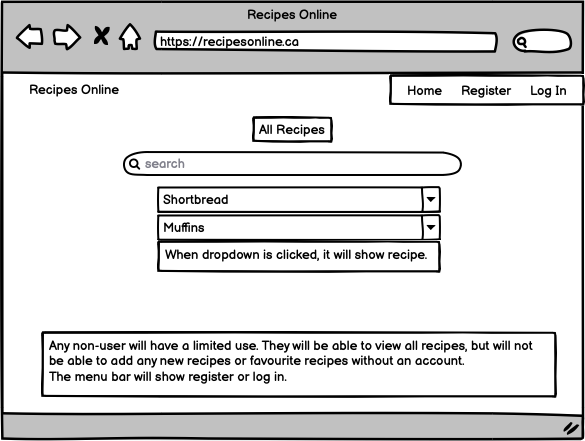 Recipes Online
https://recipesonline.ca
Recipes Online
Home Register Log In
All Recipes
search
Shortbread
Muffins
When dropdown is clicked, it will show recipe.
Any non-user will have a limited use. They will be able to view all recipes, but will not
be able to add any new recipes or favourite recipes without an account.
The menu bar will show register or log in.